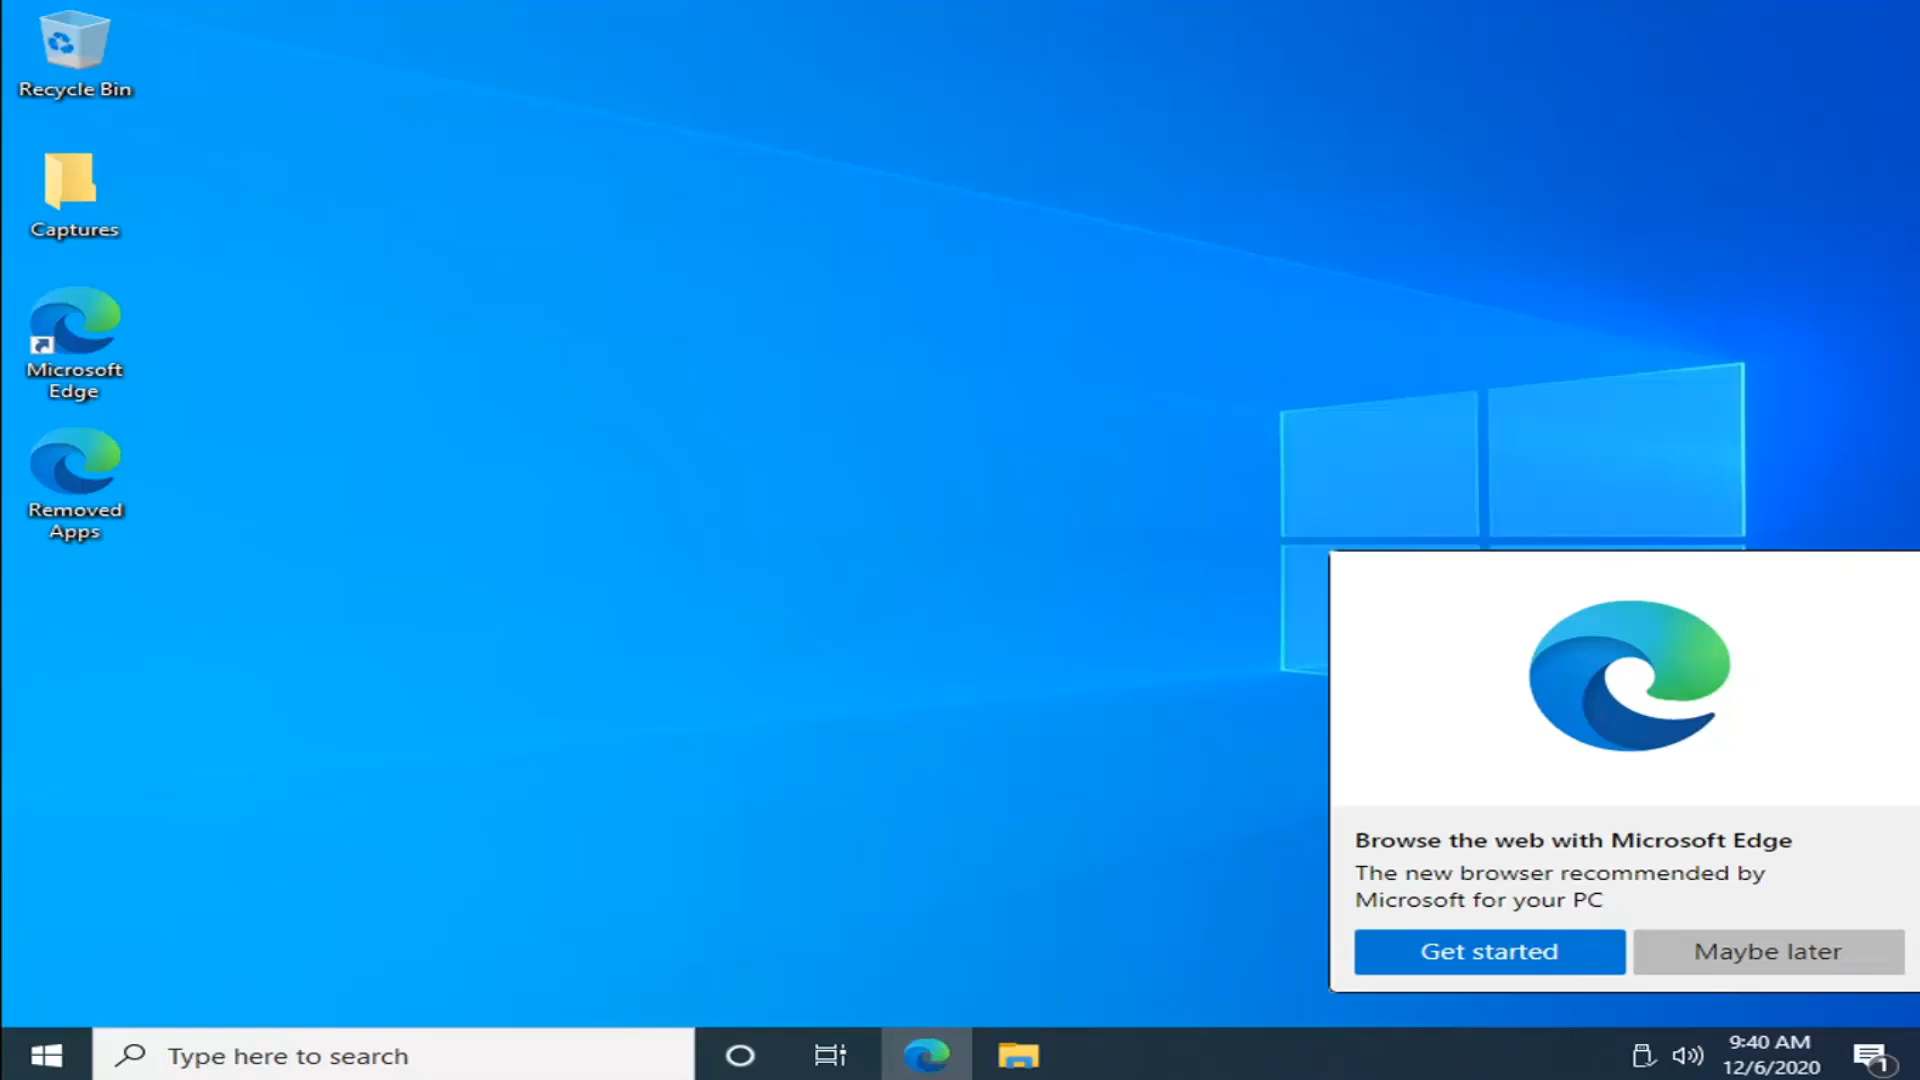 Recycle Bin
Captures
Microsoft
Edge
Removed
Apps
Browse the web with Microsoft Edge
The new browser recommended by
Microsoft for your PC
Get started
Maybe later
Type here to search
9:40 AM
12/6/2020
1